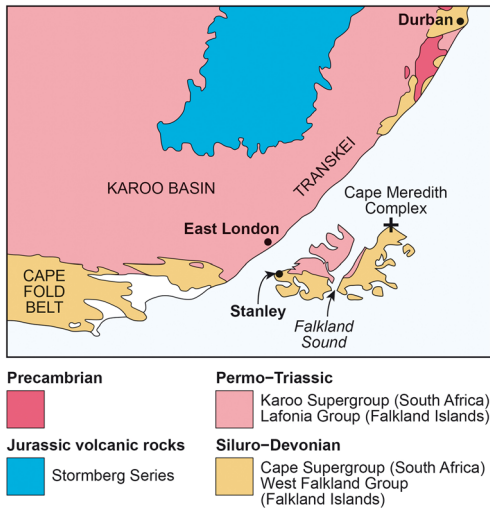 Durban
KAROO BASIN
TRANSKEI
Cape Meredith
Complex
East London
CAPE
FOLD
BELT
Stanley
Falkland
Sound
Precambrian
Permo–Triassic
Karoo Supergroup (South Africa)
Lafonia Group (Falkland Islands)
Jurassic volcanic rocks
Stormberg Series
Siluro–Devonian
Cape Supergroup (South Africa)
West Falkland Group
(Falkland Islands)